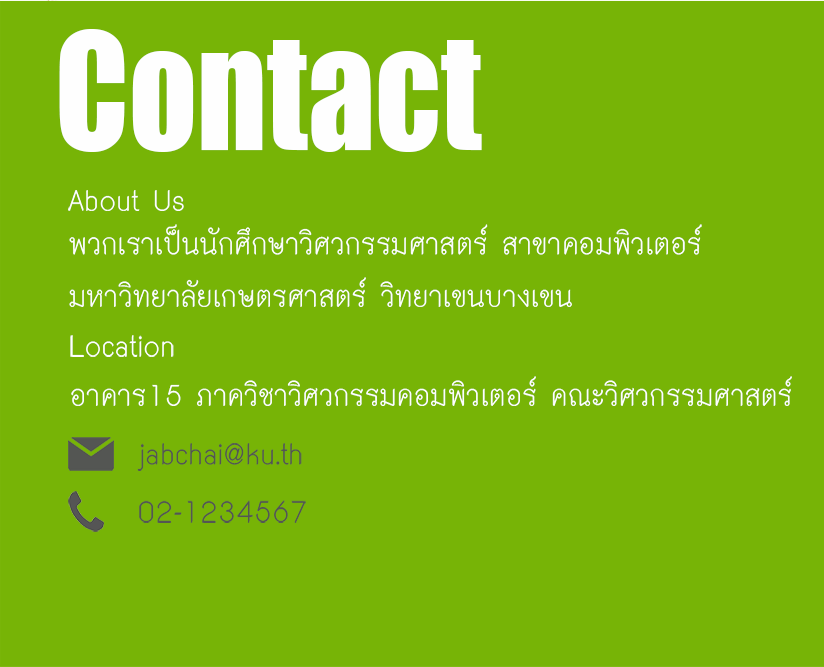 Contact
About Us
พวกเราเป็นนักศึกษาวิศวกรรมศาสตร์ สาขาคอมพิวเตอร์
มหาวิทยาลัยเกษตรศาสตร์ วิทยาเขนบางเขน
Location
อาคาร15 ภาควิชาวิศวกรรมคอมพิวเตอร์ คณะวิศวกรรมศาสตร์
jabchai@ku.th
02-1234567